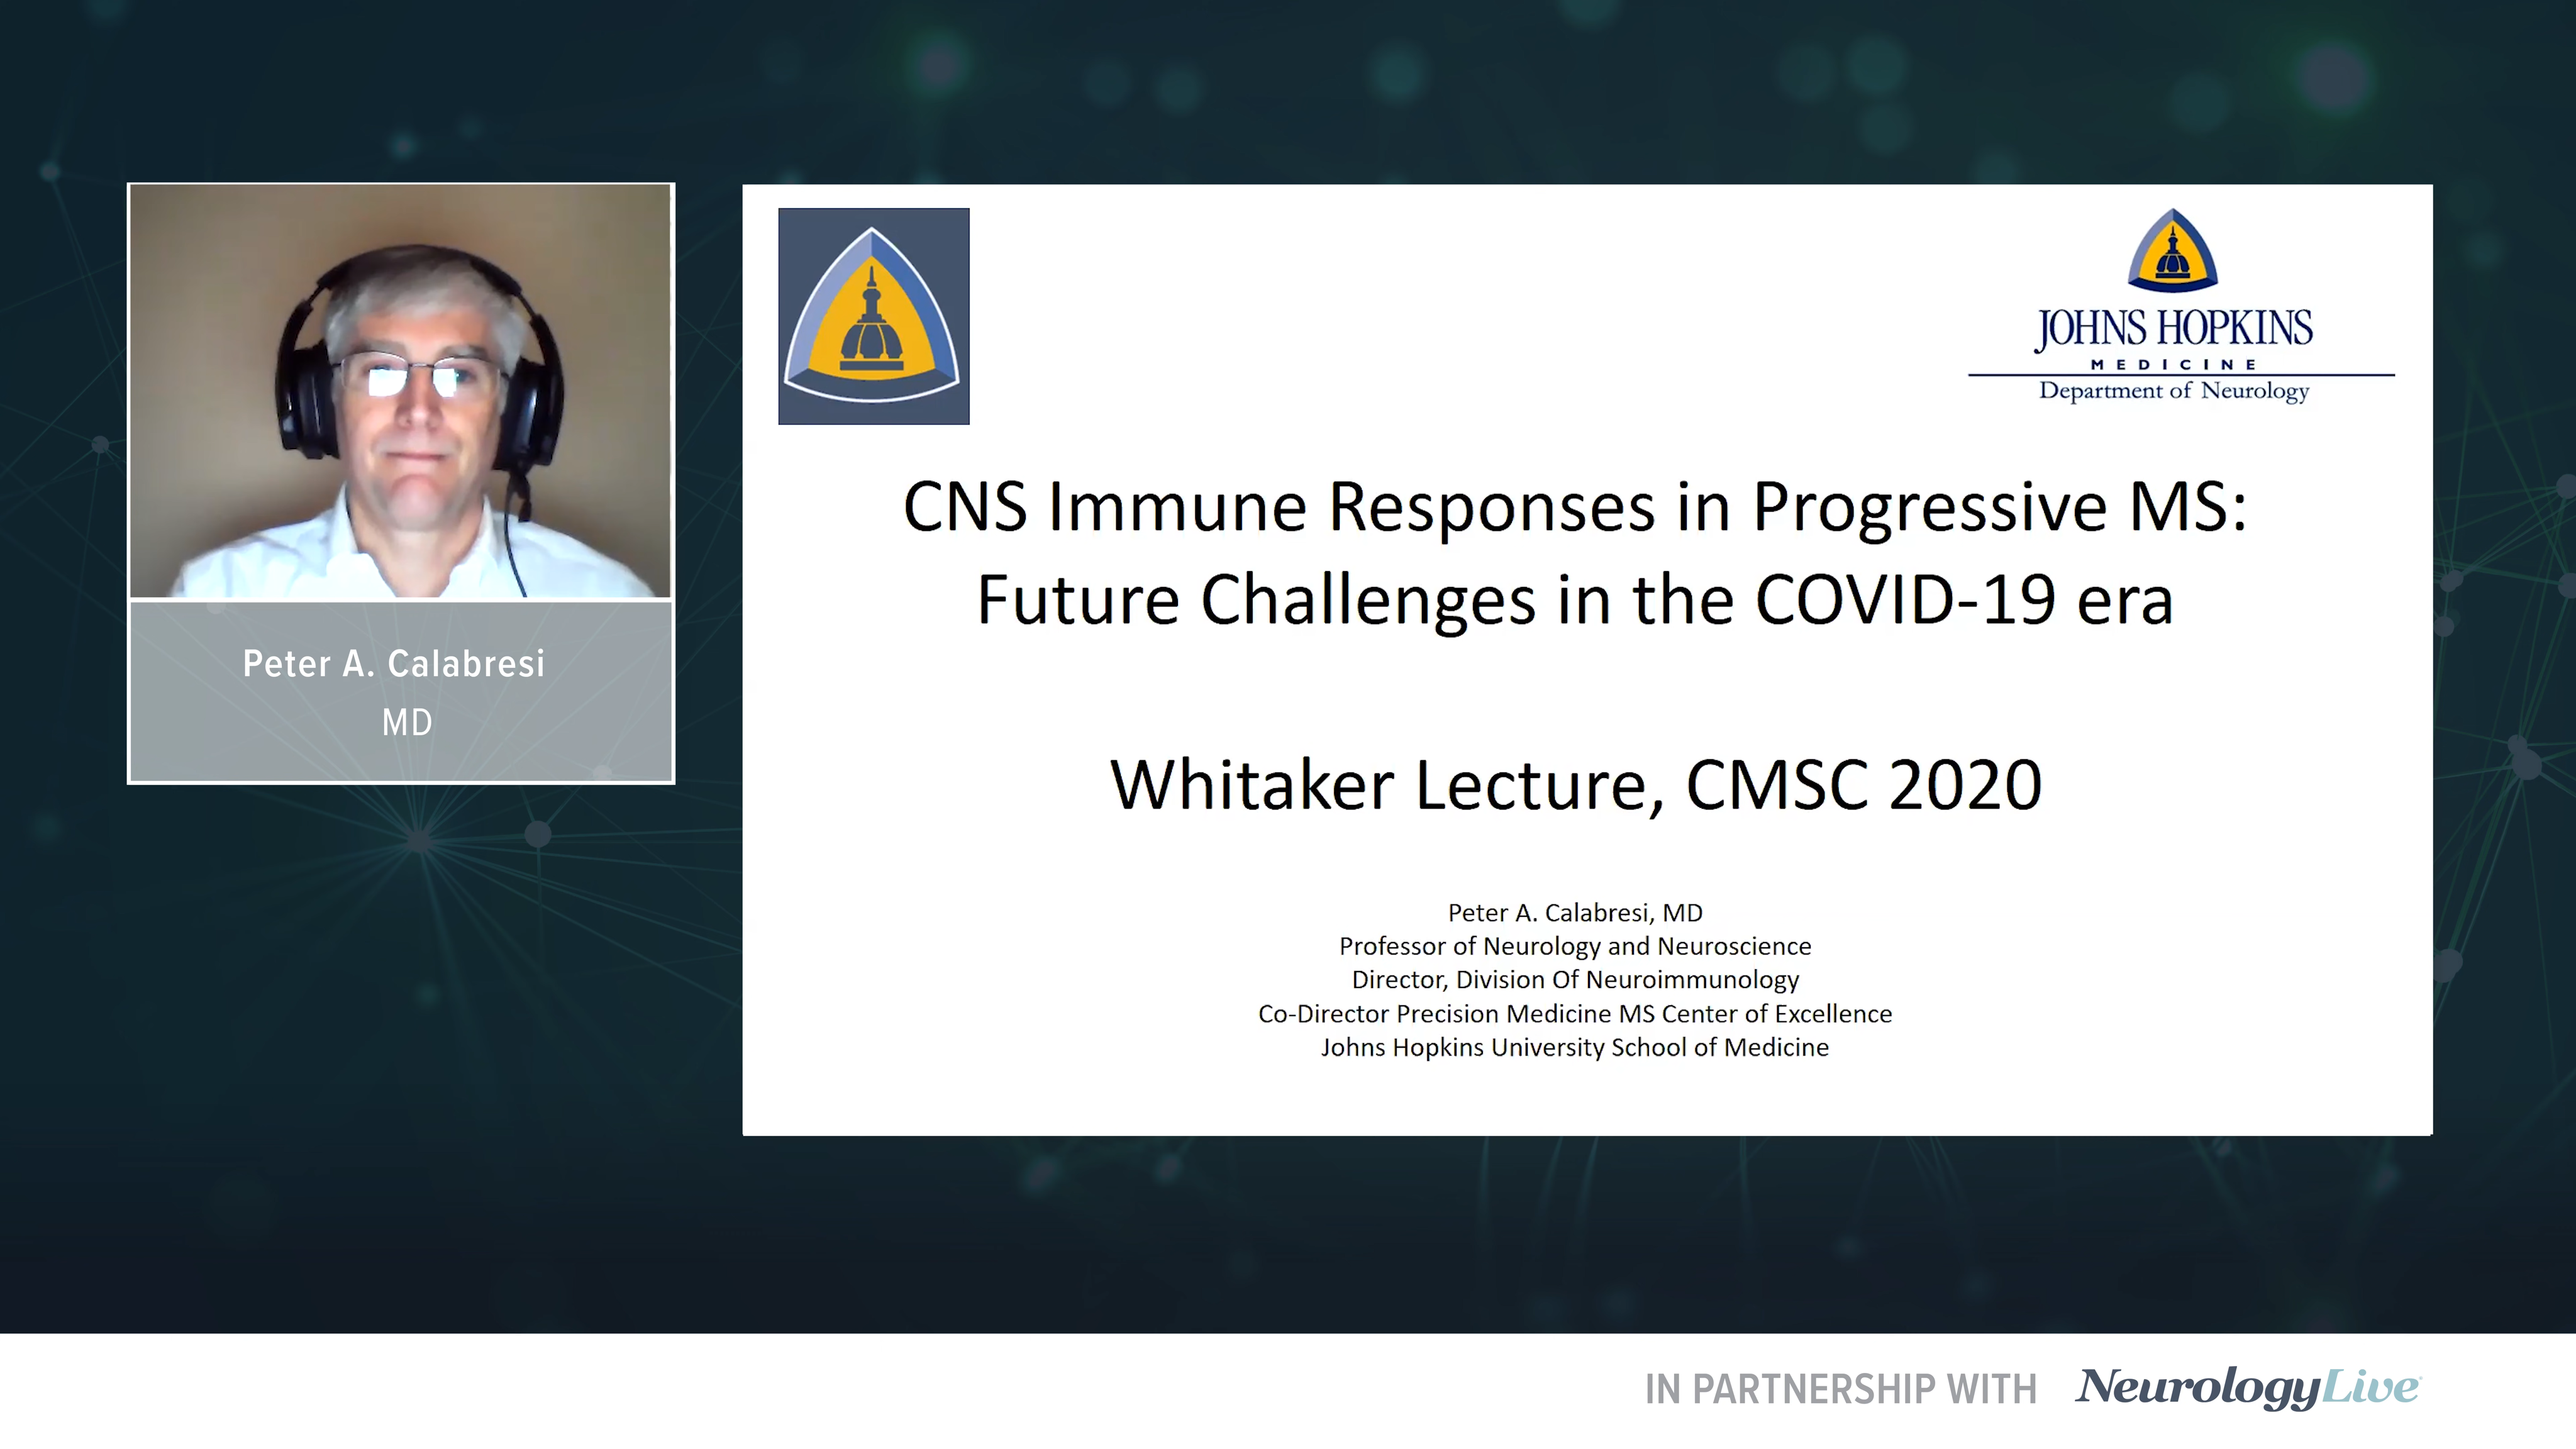 Peter A. Calabresi
MD
JOHNS HOPKINS
MEDICINE
Department of Neurology
CNS Immune Responses in Progressive MS:
Future Challenges in the COVID-19 era
Whitaker Lecture, CMSC 2020
Peter A. Calabresi, MD
Professor of Neurology and Neuroscience
Director, Division Of Neuroimmunology
Co-Director Precision Medicine MS Center of Excellence
Johns Hopkins University School of Medicine
IN PARTNERSHIP WITH NeurologyLive